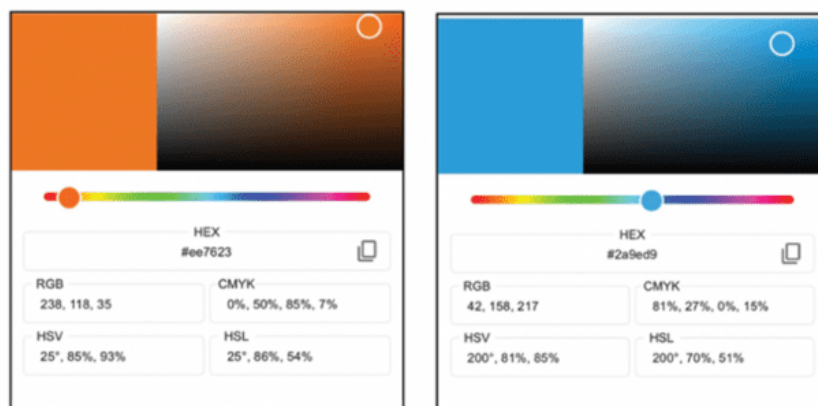 HEX
#ee7623
RGB
238, 118, 35
CMYK
0%, 50%, 85%, 7%
HSV
25°, 85%, 93%
HSL
25°, 86%, 54%
HEX
#2a9ed9
RGB
42, 158, 217
CMYK
81%, 27%, 0%, 15%
HSV
200°, 81%, 85%
HSL
200°, 70%, 51%